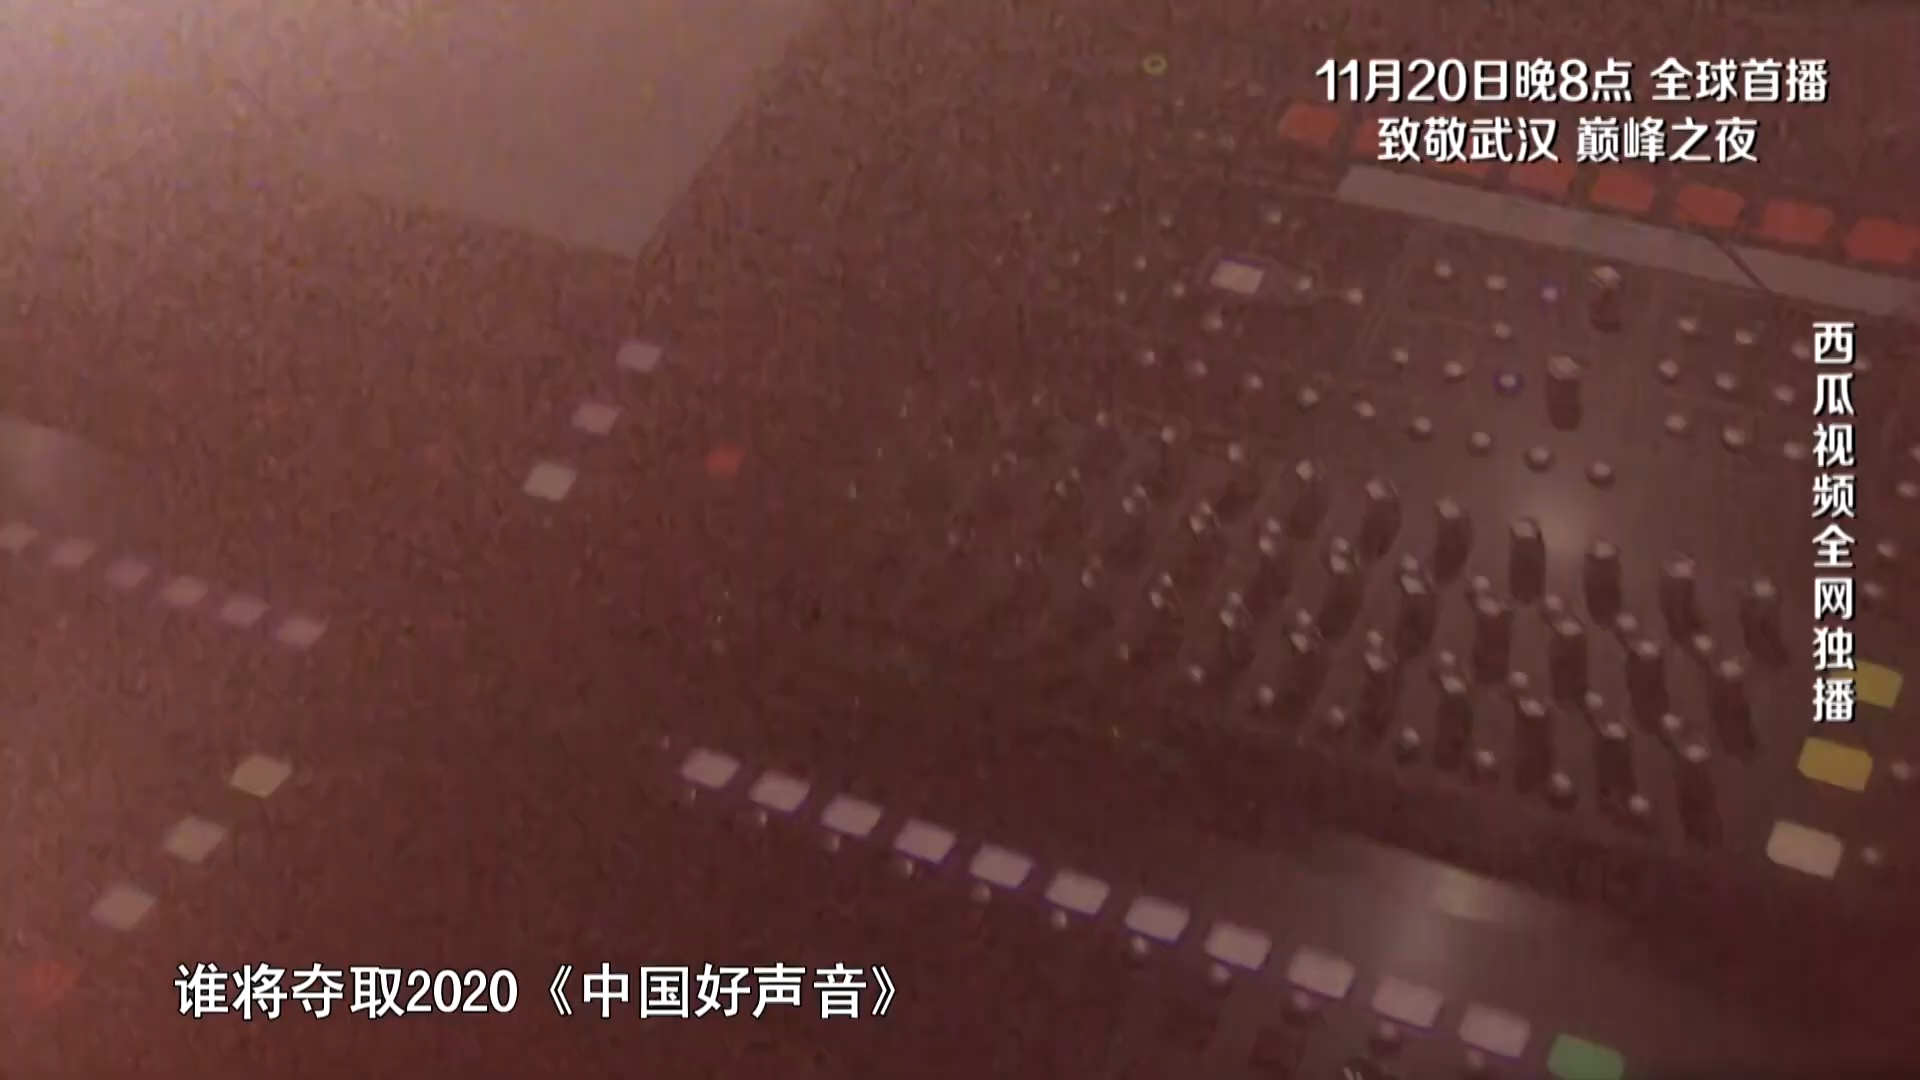 11月20日晚8点 全球首播
致敬武汉 巅峰之夜
西瓜视频全网独播
谁将夺取2020《中国好声音》